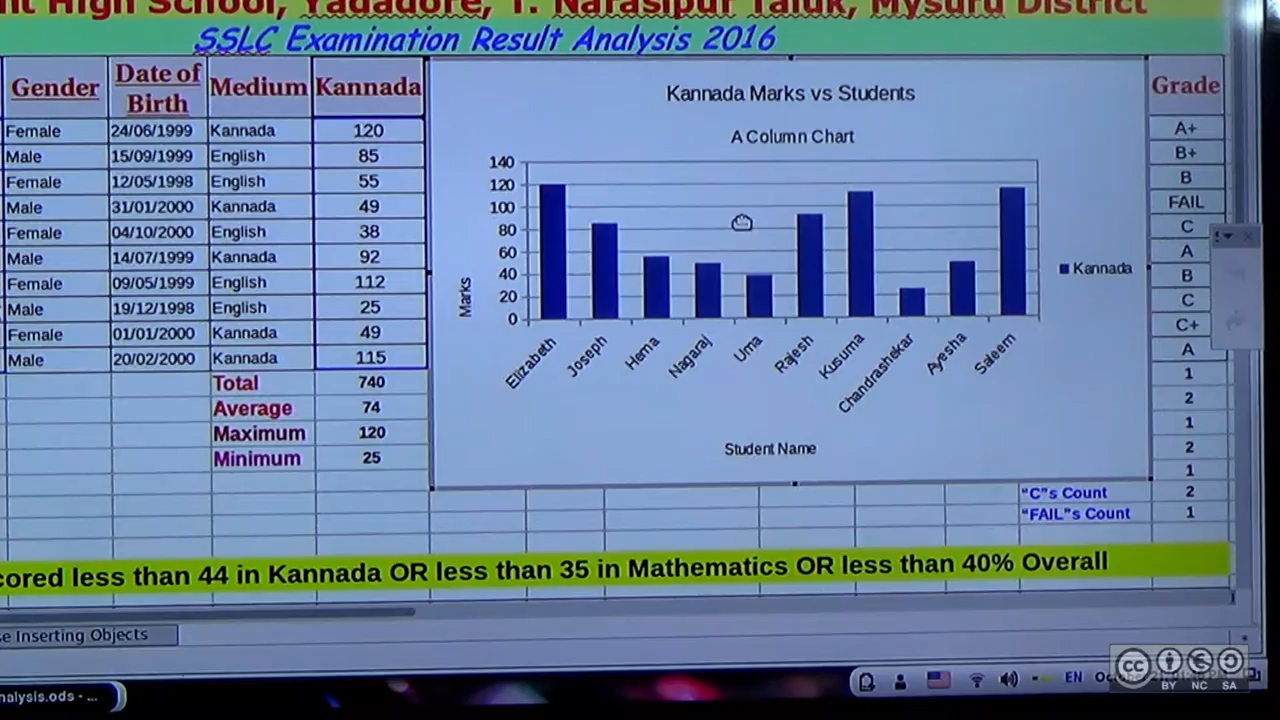 High School, Yadadore, T. Narasipur Taluk, Mysuru District
SSLC Examination Result Analysis 2016
Gender Date of Birth Medium Kannada Grade
Female 24/06/1999 Kannada 120 A+
Male 15/09/1999 English 85 B+
Female 12/05/1998 English 55 B
Male 31/01/2000 Kannada 49 FAIL
Female 04/10/2000 English 38 C
Male 14/07/1999 Kannada 92 A
Female 09/05/1999 English 112 B
Male 19/12/1998 English 25 C
Female 01/01/2000 Kannada 49 C+
Male 20/02/2000 Kannada 115 A
Total 740 1
Average 74 2
Maximum 120 1
Minimum 25 2
1
"C"s Count 2
"FAIL"s Count 1
Kannada Marks vs Students
A Column Chart
140
120
100
80
60
40
20
0
Marks
Kannada
Elizabeth Joseph Hema Nagaraj Uma Rajesh Kusuma Chandrashekar Ayesha Saleem
Student Name
less than 44 in Kannada OR less than 35 in Mathematics OR less than 40% Overall
Inserting Objects
nalysis.ods - ...
EN
cc
BY NC SA